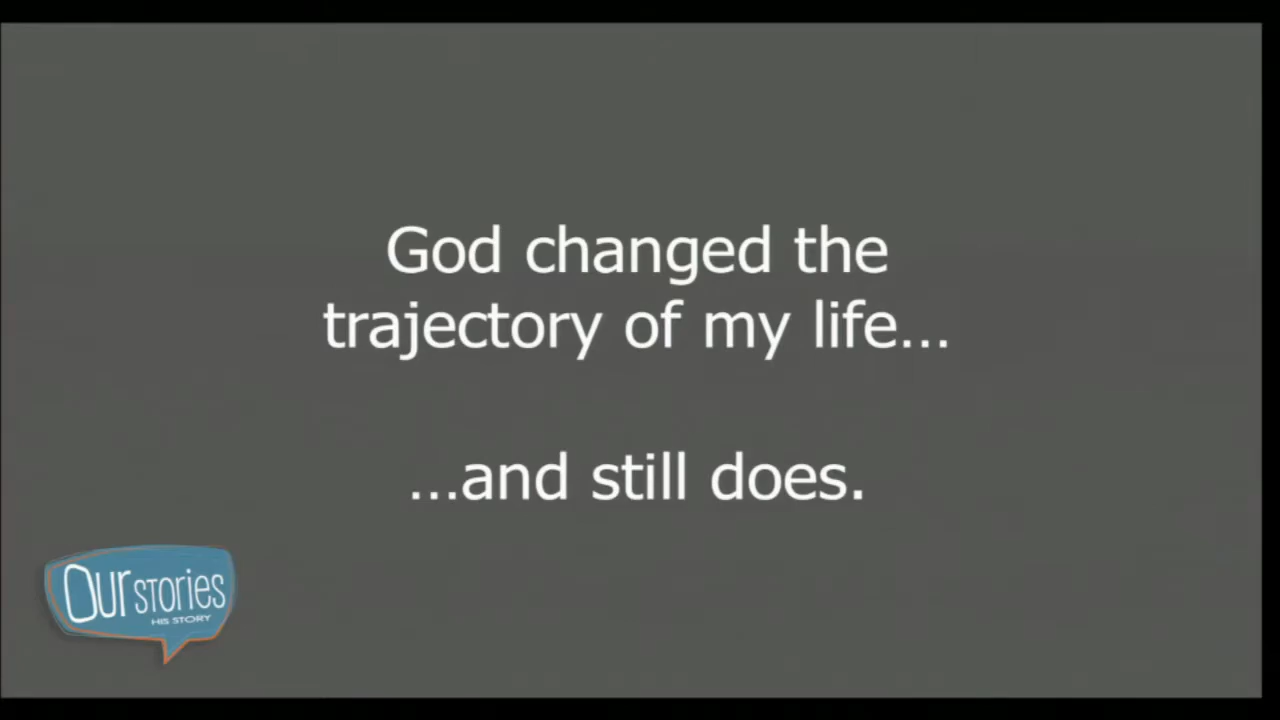 God changed the
trajectory of my life...
...and still does.
Our STORIES
HIS STORY